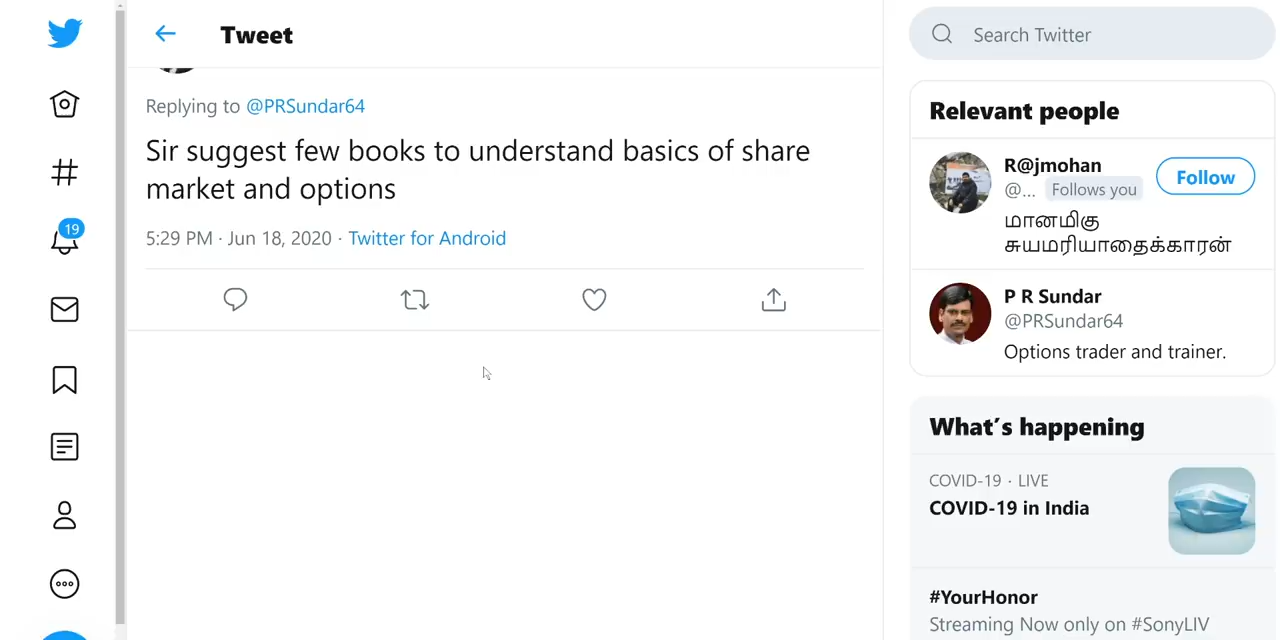 Tweet
Search Twitter
Replying to @PRSundar64
Sir suggest few books to understand basics of share
market and options
5:29 PM · Jun 18, 2020 · Twitter for Android
19
Relevant people
R@jmohan
@... Follows you
Follow
மானமிகு
சுயமரியாதைக்காரன்
P R Sundar
@PRSundar64
Options trader and trainer.
What's happening
COVID-19 · LIVE
COVID-19 in India
#YourHonor
Streaming Now only on #SonyLIV